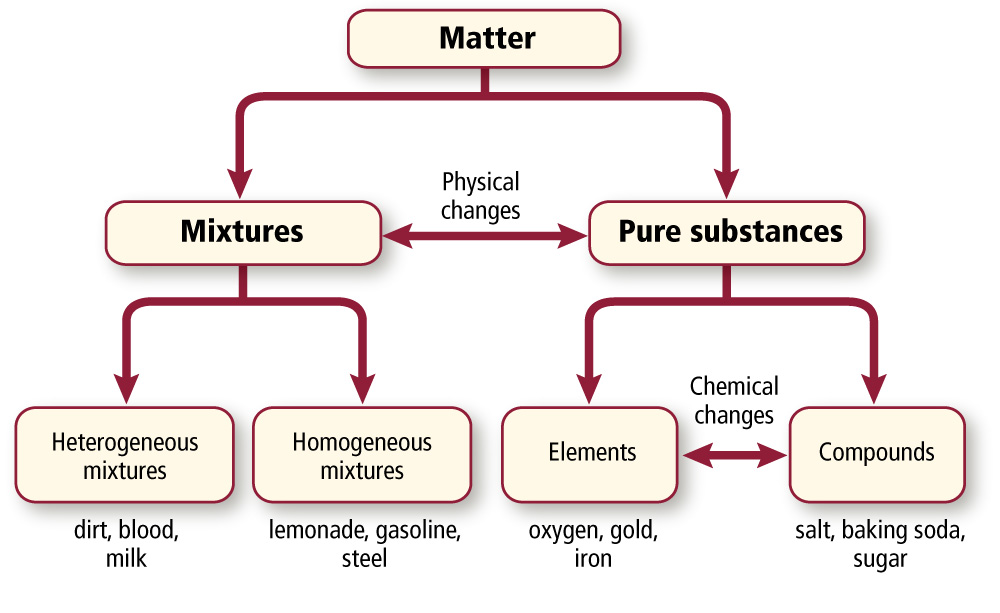 Matter
Physical
changes
Mixtures
Pure substances
Chemical
changes
Heterogeneous
mixtures
Homogeneous
mixtures
Elements
Compounds
dirt, blood,
milk
lemonade, gasoline,
steel
oxygen, gold,
iron
salt, baking soda,
sugar